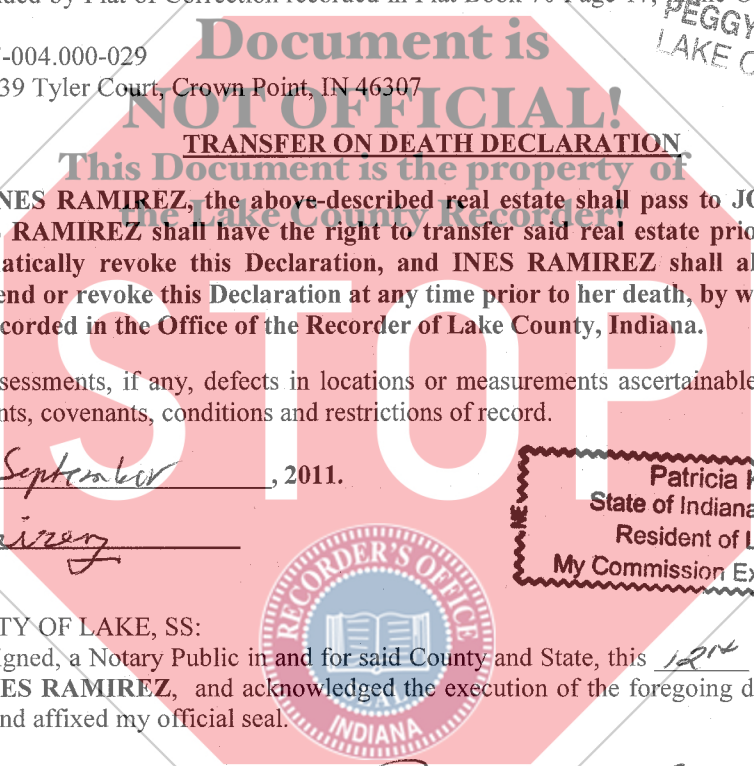 ded by Plat of Correction recorded in Plat Book 70 Page 17,
PEGGY
LAKE C
Document is
-004.000-029
39 Tyler Court, Crown Point, IN 46307
NOT OFFICIAL!
TRANSFER ON DEATH DECLARATION
This Document is the property of
NES RAMIREZ, the above-described real estate shall pass to JO
the Lake County Recorder!
RAMIREZ shall have the right to transfer said real estate prio
atically revoke this Declaration, and INES RAMIREZ shall al
end or revoke this Declaration at any time prior to her death, by w
corded in the Office of the Recorder of Lake County, Indiana.
STOP
sessments, if any, defects in locations or measurements ascertainable
nts, covenants, conditions and restrictions of record.
September, 2011.
irez
NE
Patricia K
State of Indiana
Resident of L
My Commission Ex
RECORDER'S OFFICE
SEAL
INDIANA
TY OF LAKE, SS:
igned, a Notary Public in and for said County and State, this
ES RAMIREZ, and acknowledged the execution of the foregoing d
nd affixed my official seal.